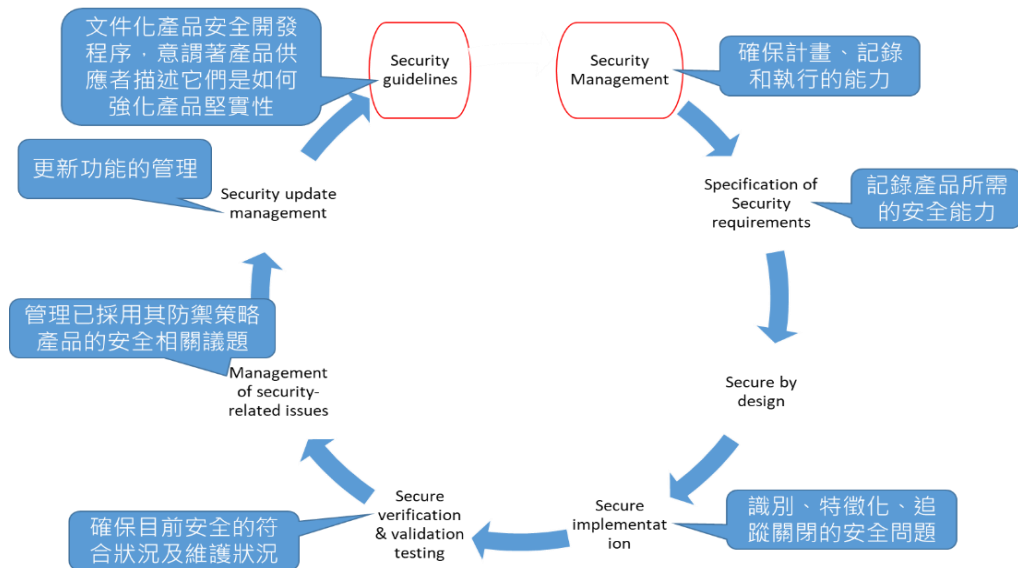 文件化產品安全開發
程序，意謂著產品供
應者描述它們是如何
強化產品堅實性
Security
guidelines
Security
Management
確保計畫、記錄
和執行的能力
更新功能的管理
Security update
management
Specification of
Security
requirements
記錄產品所需
的安全能力
管理已採用其防禦策略
產品的安全相關議題
Management
of security-
related issues
Secure by
design
確保目前安全的符
合狀況及維護狀況
Secure
verification
& validation
testing
Secure
implementat
ion
識別、特徵化、追
蹤關閉的安全問題